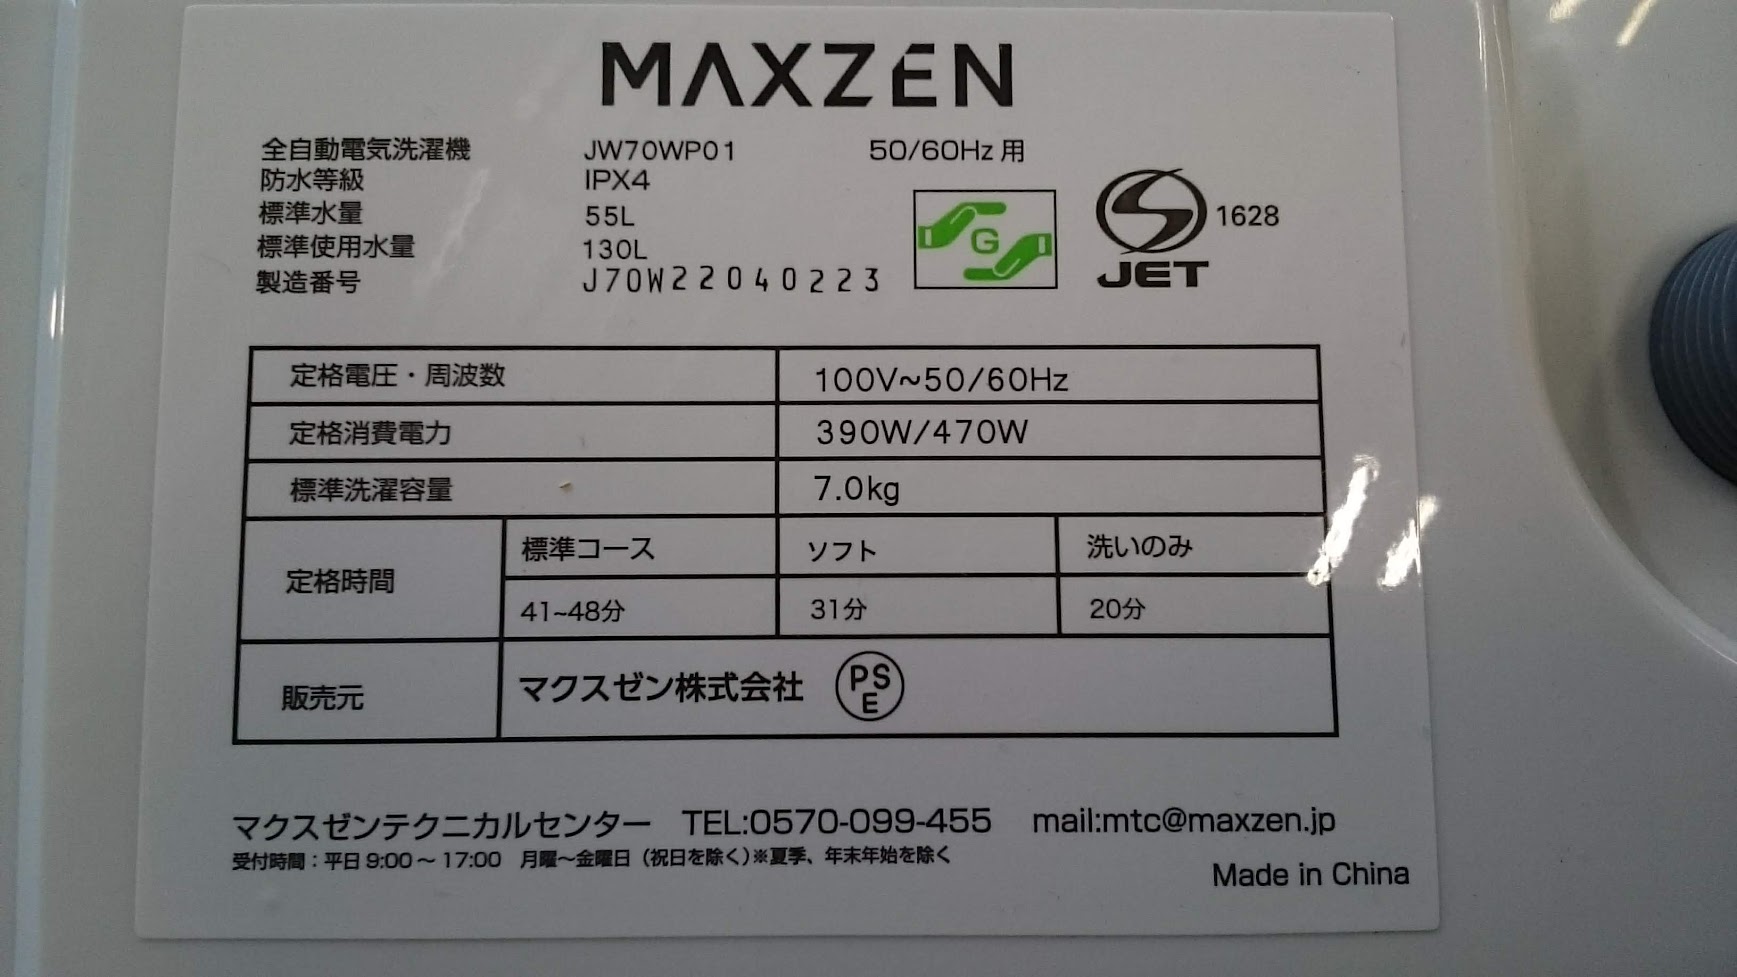 MAXZEN
全自動電気洗濯機 JW70WP01 50/60Hz 用
防水等級 IPX4
標準水量 55L
標準使用水量 130L
製造番号 J70W22040223
G
S JET 1628
定格電圧・周波数 100V~50/60Hz
定格消費電力 390W/470W
標準洗濯容量 7.0kg
定格時間 標準コース ソフト 洗いのみ
41~48分 31分 20分
販売元 マクスゼン株式会社 PSE
マクスゼンテクニカルセンター TEL:0570-099-455 mail:mtc@maxzen.jp
受付時間：平日 9:00 ～ 17:00 月曜～金曜日（祝日を除く）※夏季、年末年始を除く
Made in China